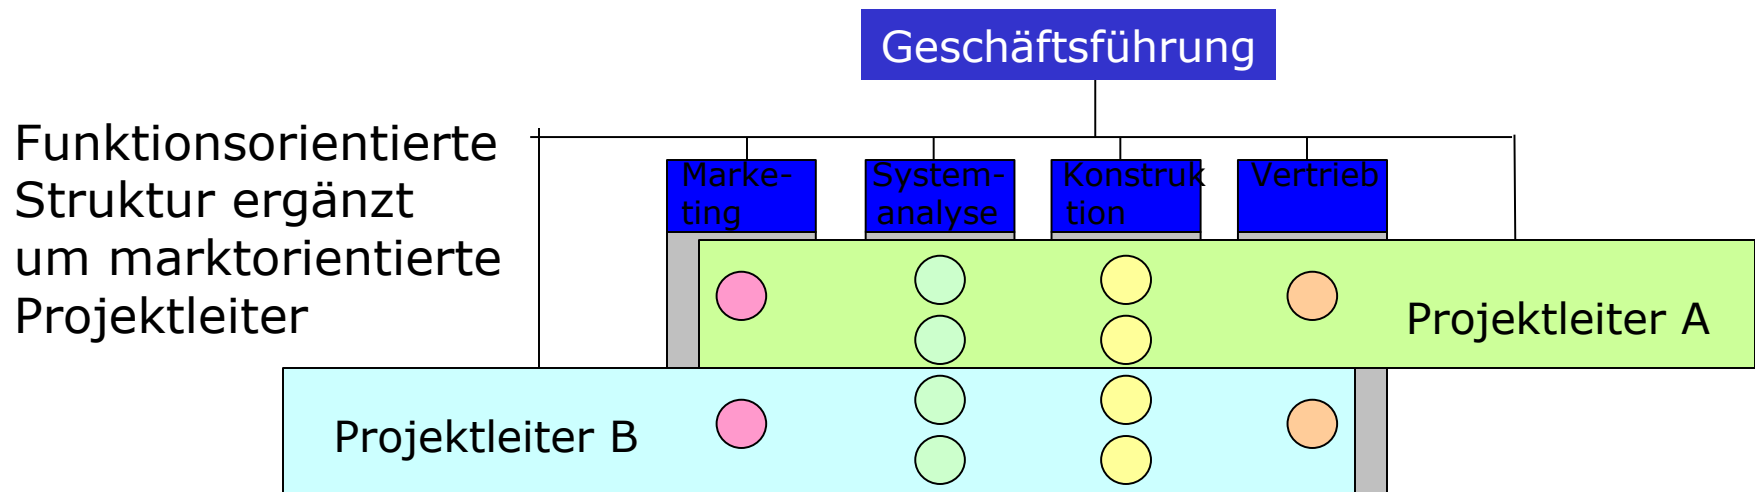 Geschäftsführung
Funktionsorientierte
Struktur ergänzt
um marktorientierte
Projektleiter
Marke-
ting
System-
analyse
Konstruk
tion
Vertrieb
Projektleiter A
Projektleiter B